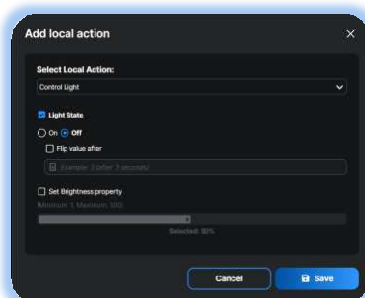 Add local action
Select Local Action:
Control Light
Light State
On Off
Flip value after
Example: 3 (after 3 seconds)
Set Brightness property
Minimum: 1, Maximum: 100
Selected: 50%
Cancel Save